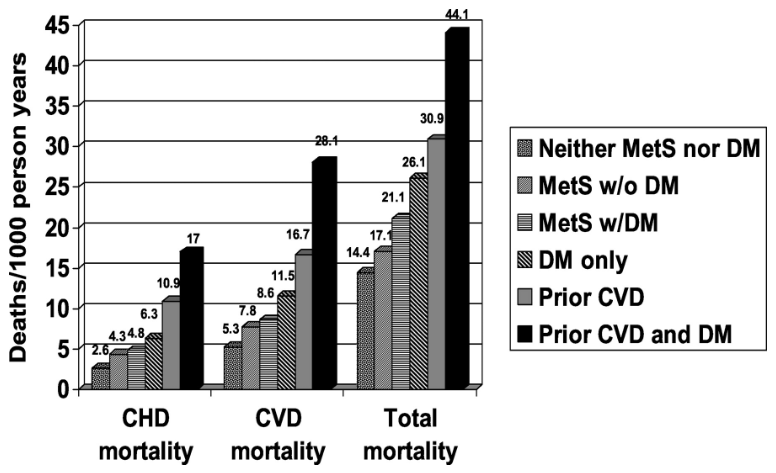 Deaths/1000 person years
45
40
35
30
25
20
15
10
5
0
2.6
4.3
4.8
6.3
10.9
17
5.3
7.8
8.6
11.5
16.7
28.1
14.4
17.1
21.1
26.1
30.9
44.1
CHD
mortality
CVD
mortality
Total
mortality
Neither MetS nor DM
MetS w/o DM
MetS w/DM
DM only
Prior CVD
Prior CVD and DM